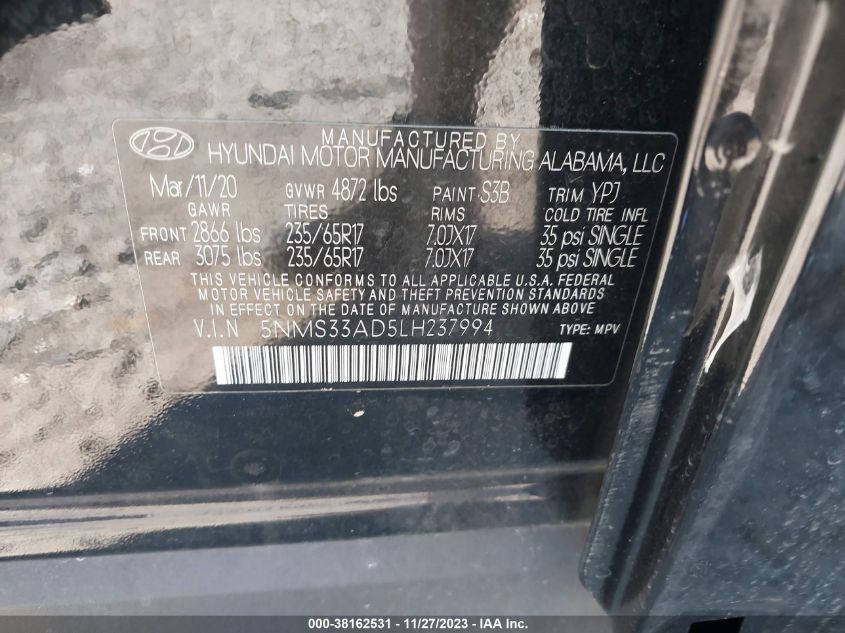 MANUFACTURED BY
HYUNDAI MOTOR MANUFACTURING ALABAMA, LLC
Mar/11/20 GVWR 4872 lbs PAINT S3B TRIM YPJ
GAWR TIRES RIMS COLD TIRE INFL
FRONT 2866 lbs 235/65R17 7.0JX17 35 psi SINGLE
REAR 3075 lbs 235/65R17 7.0JX17 35 psi SINGLE
THIS VEHICLE CONFORMS TO ALL APPLICABLE U.S.A. FEDERAL
MOTOR VEHICLE SAFETY AND THEFT PREVENTION STANDARDS
IN EFFECT ON THE DATE OF MANUFACTURE SHOWN ABOVE
V.I.N 5NMS33AD5LH237994 TYPE: MPV
000-38162531 - 11/27/2023 - IAA Inc.